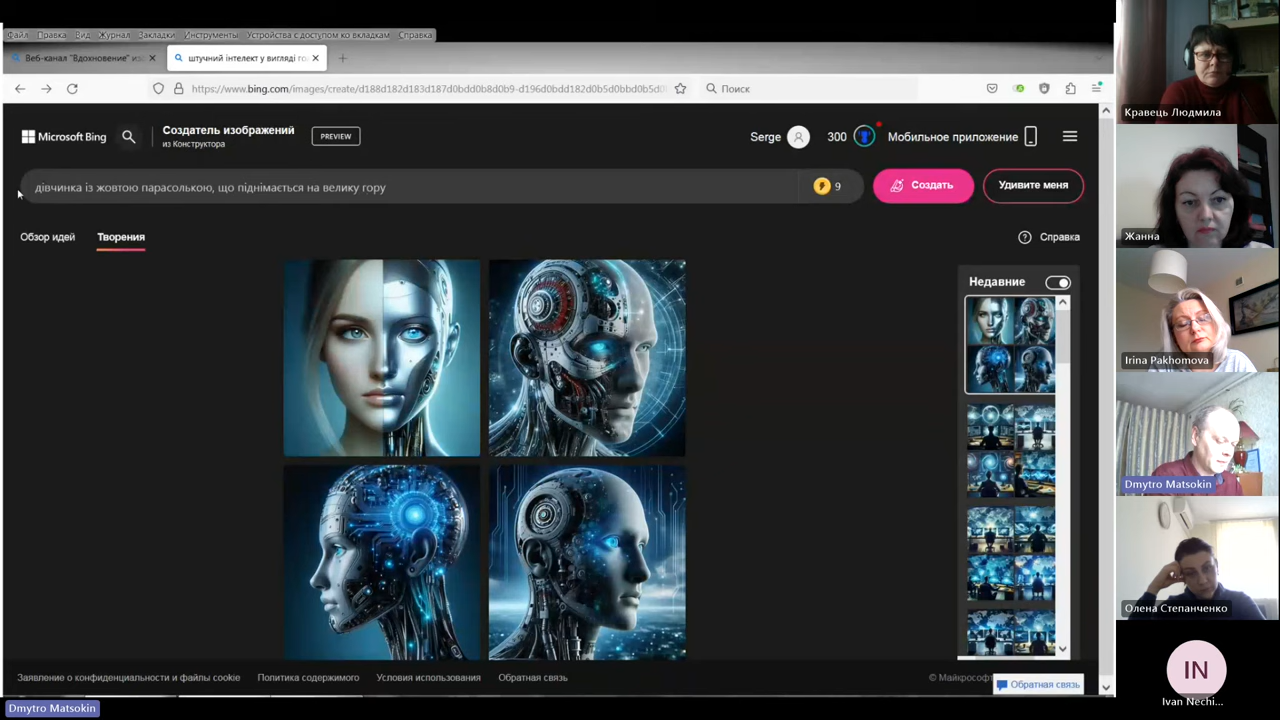 Файл Правка Вид Журнал Закладки Инструменты Устройства с доступом ко вкладкам Справка
Веб-канал "Вдохновение" из
штучний інтелект у вигляді го
https://www.bing.com/images/create/d188d182d183d187d0bdd0b8d0b9-d196d0bdd182d0b5d0bbd0b5d0
Поиск
Microsoft Bing
Создатель изображений
из Конструктора
PREVIEW
Serge
300
Мобильное приложение
дівчинка із жовтою парасолькою, що піднімається на велику гору
9
Создать
Удивите меня
Обзор идей
Творения
Справка
Недавние
Заявление о конфиденциальности и файлы cookie
Политика содержимого
Условия использования
Обратная связь
© Майкрософт
Обратная связь
Dmytro Matsokin
Кравець Людмила
Жанна
Irina Pakhomova
Dmytro Matsokin
Олена Степанченко
IN
Ivan Nechi...